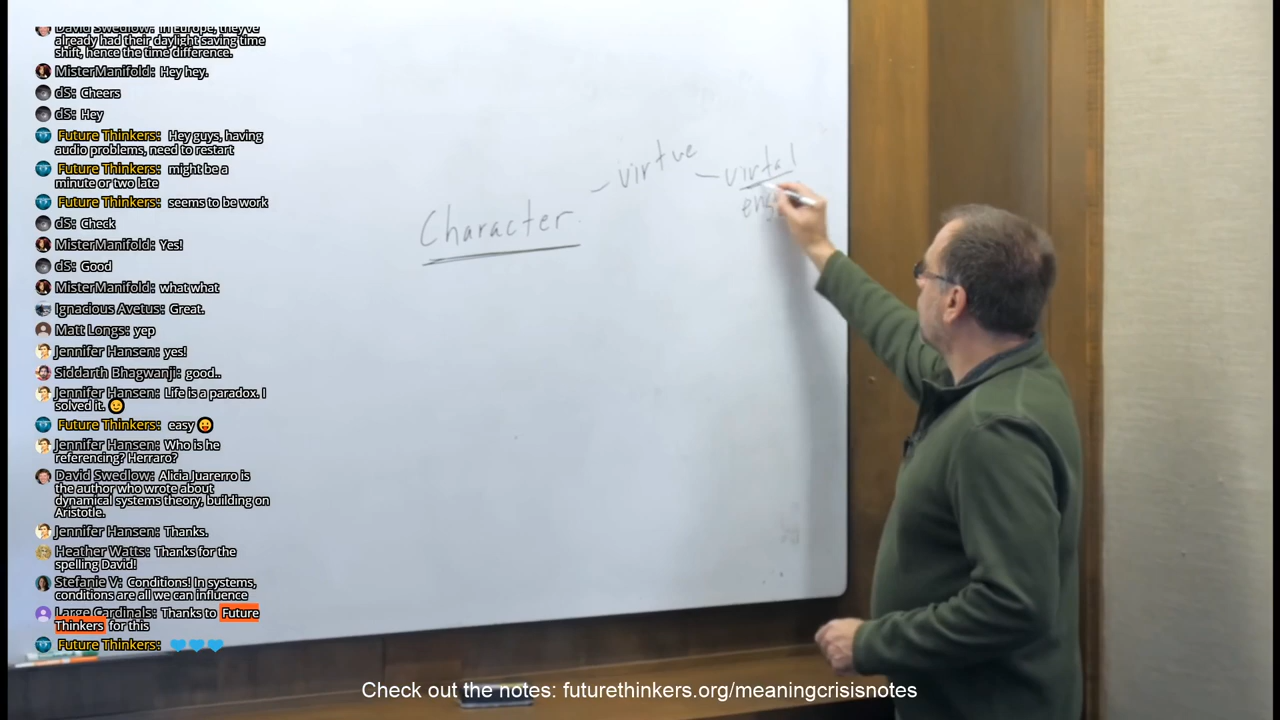 David Swedlow: In Europe, they've
already had their daylight saving time
shift, hence the time difference.
MisterManifold: Hey hey.
dS: Cheers
dS: Hey
Future Thinkers: Hey guys, having
audio problems, need to restart
Future Thinkers: might be a
minute or two late
Future Thinkers: seems to be work
dS: Check
MisterManifold: Yes!
dS: Good
MisterManifold: what what
Ignacious Avetus: Great.
Matt Longs: yep
Jennifer Hansen: yes!
Siddarth Bhagwanji: good..
Jennifer Hansen: Life is a paradox. I
solved it. 😉
Future Thinkers: easy 😛
Jennifer Hansen: Who is he
referencing? Herraro?
David Swedlow: Alicia Juarerro is
the author who wrote about
dynamical systems theory, building on
Aristotle.
Jennifer Hansen: Thanks.
Heather Watts: Thanks for the
spelling David!
Stefanie V: Conditions! In systems,
conditions are all we can influence
Large Cardinals: Thanks to Future
Thinkers for this
Future Thinkers: 💙💙💙
Character
virtue
virtal
Check out the notes: futurethinkers.org/meaningcrisisnotes